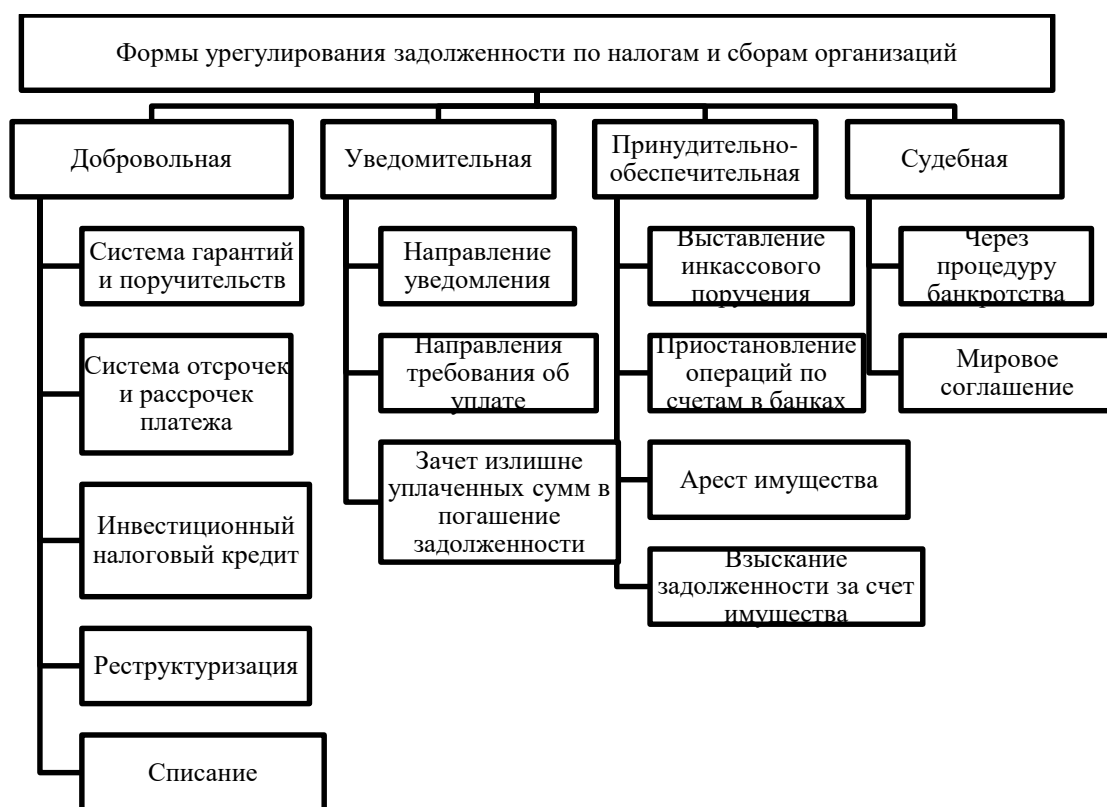 Формы урегулирования задолженности по налогам и сборам организаций
Добровольная
Уведомительная
Принудительно-
обеспечительная
Судебная
Система гарантий
и поручительств
Система отсрочек
и рассрочек
платежа
Инвестиционный
налоговый кредит
Реструктуризация
Списание
Направление
уведомления
Направления
требования об
уплате
Зачет излишне
уплаченных сумм в
погашение
задолженности
Выставление
инкассового
поручения
Приостановление
операций по
счетам в банках
Арест имущества
Взыскание
задолженности за счет
имущества
Через
процедуру
банкротства
Мировое
соглашение